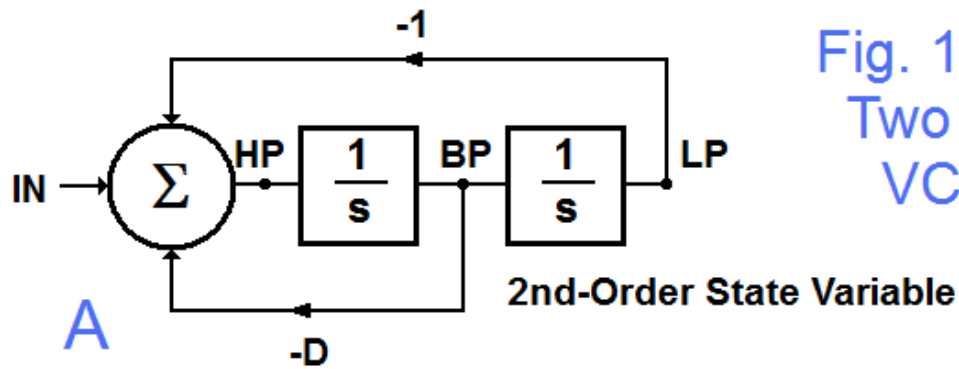 -1
Fig. 1
Two
VC
HP
1
s
BP
1
s
LP
IN
Σ
2nd-Order State Variable
A
-D